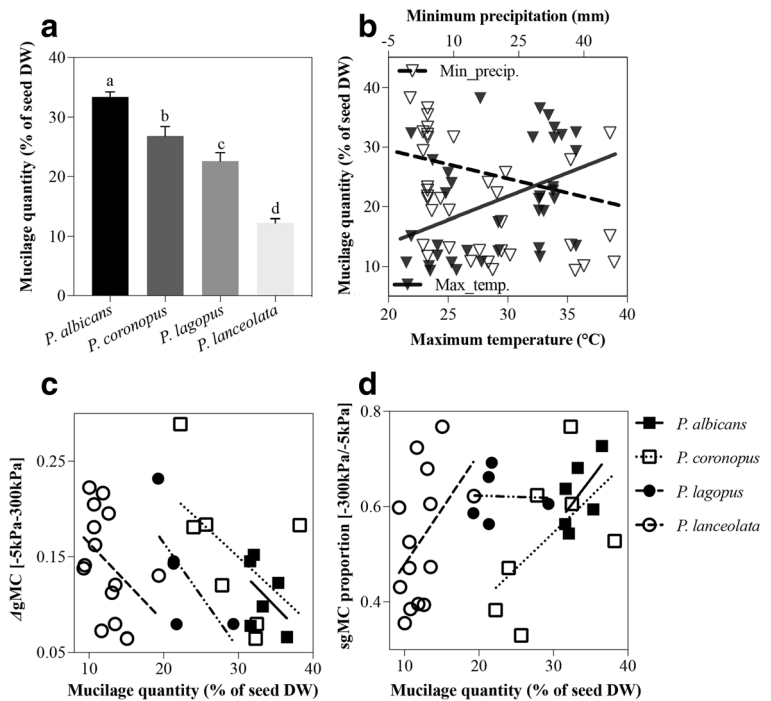 a
Mucilage quantity (% of seed DW)
40
30
20
10
0
a
b
c
d
P. albicans
P. coronopus
P. lagopus
P. lanceolata
b
Minimum precipitation (mm)
-5 10 20 30 40
Mucilage quantity (% of seed DW)
40
30
20
10
Min_precip.
Max_temp.
20 25 30 35 40
Maximum temperature (°C)
c
ΔgMC [-5kPa-300kPa]
0.25
0.15
0.05
10 20 30 40
Mucilage quantity (% of seed DW)
d
sgMC proportion [-300kPa/-5kPa]
0.8
0.6
0.4
10 20 30 40
Mucilage quantity (% of seed DW)
P. albicans
P. coronopus
P. lagopus
P. lanceolata